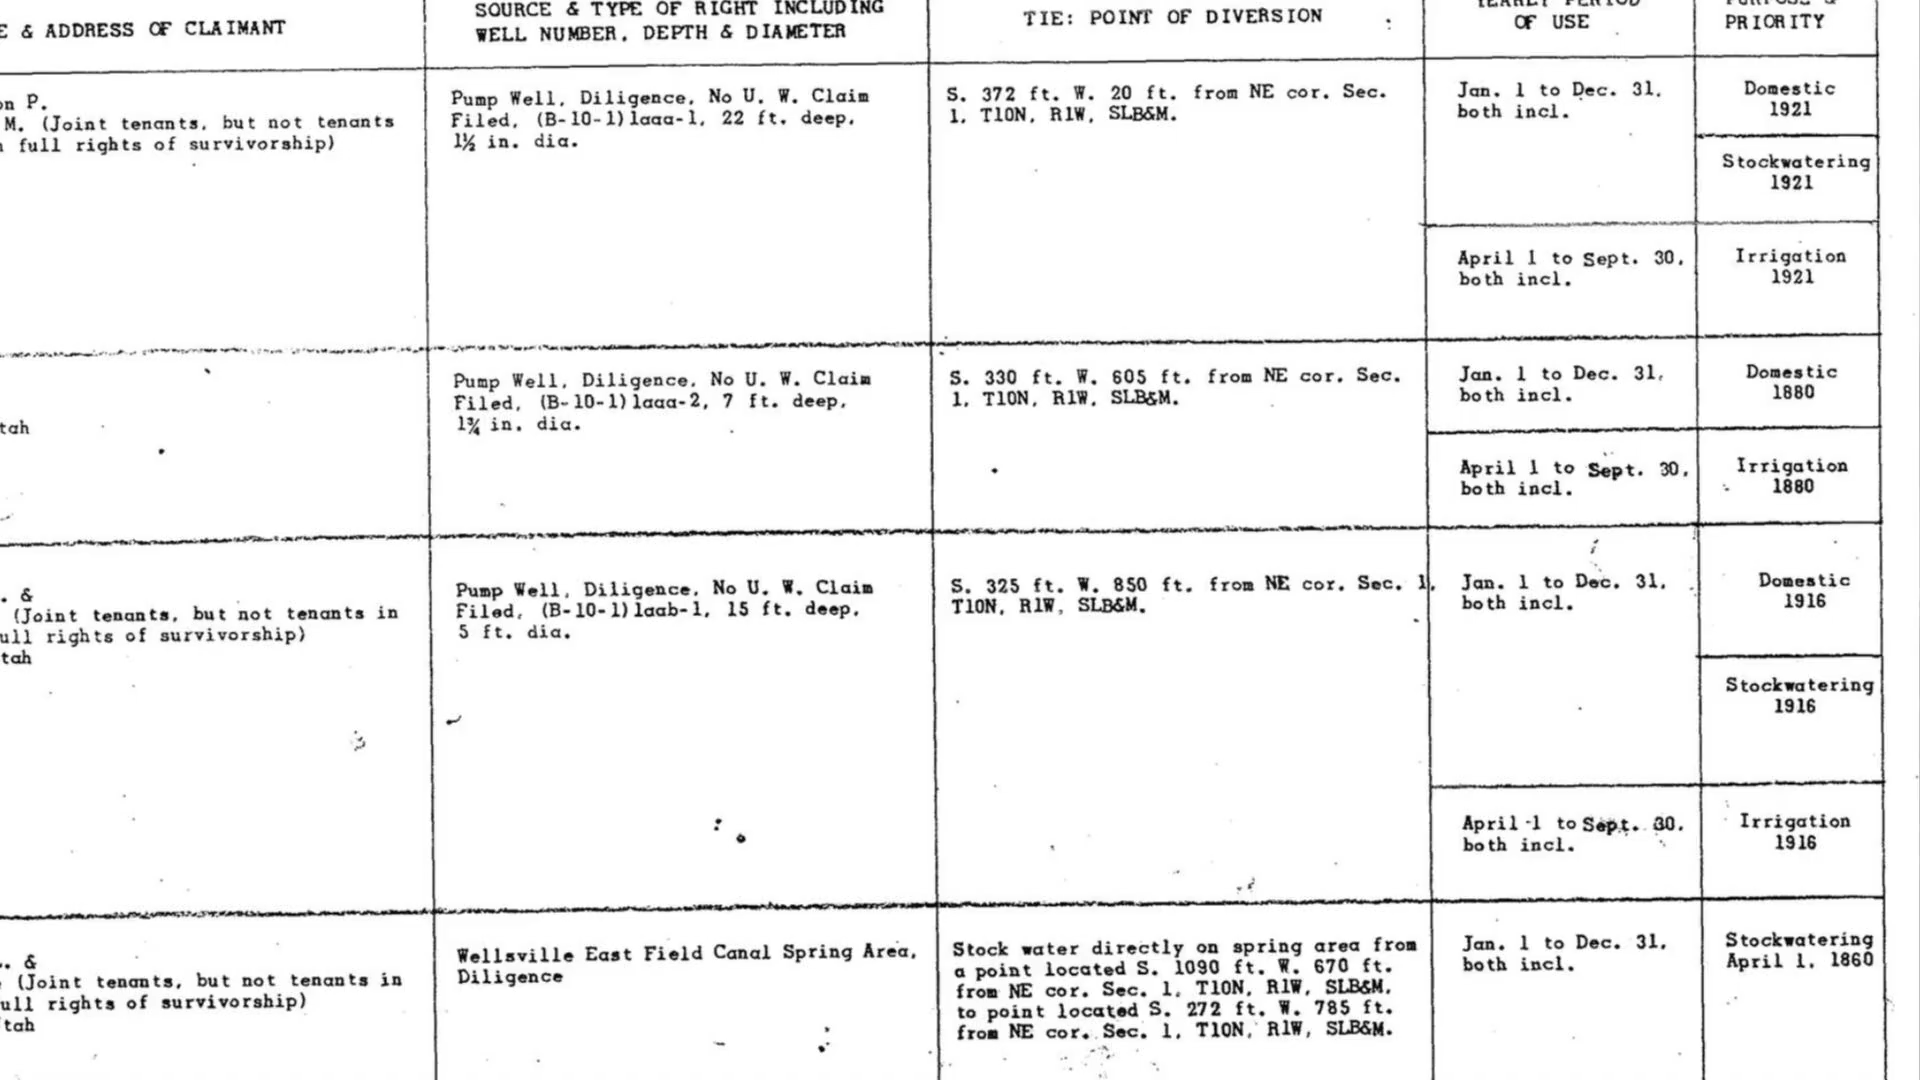 E & ADDRESS OF CLAIMANT
SOURCE & TYPE OF RIGHT INCLUDING
WELL NUMBER, DEPTH & DIAMETER
TIE: POINT OF DIVERSION
YEARLY PERIOD
OF USE
PURPOSE &
PRIORITY
on P.
M. (Joint tenants, but not tenants
full rights of survivorship)
Pump Well, Diligence, No U. W. Claim
Filed, (B-10-1)1aaa-1, 22 ft. deep,
1½ in. dia.
S. 372 ft. W. 20 ft. from NE cor. Sec.
1, T10N, R1W, SLB&M.
Jan. 1 to Dec. 31,
both incl.
Domestic
1921
Stockwatering
1921
April 1 to Sept. 30,
both incl.
Irrigation
1921
tah
Pump Well, Diligence, No U. W. Claim
Filed, (B-10-1)1aaa-2, 7 ft. deep,
1¾ in. dia.
S. 330 ft. W. 605 ft. from NE cor. Sec.
1, T10N, R1W, SLB&M.
Jan. 1 to Dec. 31,
both incl.
Domestic
1880
April 1 to Sept. 30,
both incl.
Irrigation
1880
. &
(Joint tenants, but not tenants in
ull rights of survivorship)
tah
Pump Well, Diligence, No U. W. Claim
Filed, (B-10-1)1aab-1, 15 ft. deep,
5 ft. dia.
S. 325 ft. W. 850 ft. from NE cor. Sec. 1,
T10N, R1W, SLB&M.
Jan. 1 to Dec. 31,
both incl.
Domestic
1916
Stockwatering
1916
April 1 to Sept. 30,
both incl.
Irrigation
1916
. &
(Joint tenants, but not tenants in
ull rights of survivorship)
tah
Wellsville East Field Canal Spring Area,
Diligence
Stock water directly on spring area from
a point located S. 1090 ft. W. 670 ft.
from NE cor. Sec. 1, T10N, R1W, SLB&M,
to point located S. 272 ft. W. 785 ft.
from NE cor. Sec. 1, T10N, R1W, SLB&M.
Jan. 1 to Dec. 31,
both incl.
Stockwatering
April 1, 1860